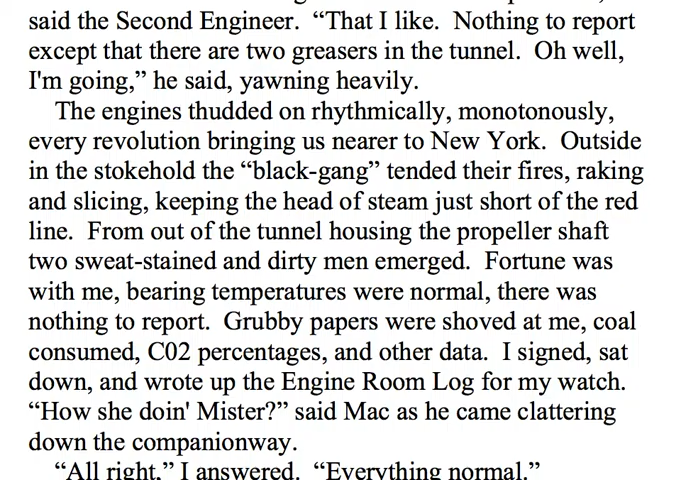 said the Second Engineer.  “That I like.  Nothing to report
except that there are two greasers in the tunnel.  Oh well,
I'm going,” he said, yawning heavily.
The engines thudded on rhythmically, monotonously,
every revolution bringing us nearer to New York.  Outside
in the stokehold the “black-gang” tended their fires, raking
and slicing, keeping the head of steam just short of the red
line.  From out of the tunnel housing the propeller shaft
two sweat-stained and dirty men emerged.  Fortune was
with me, bearing temperatures were normal, there was
nothing to report.  Grubby papers were shoved at me, coal
consumed, C02 percentages, and other data.  I signed, sat
down, and wrote up the Engine Room Log for my watch.
“How she doin' Mister?” said Mac as he came clattering
down the companionway.
“All right,” I answered.  “Everything normal.”